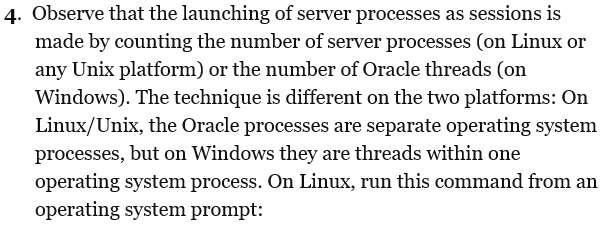 4. Observe that the launching of server processes as sessions is
made by counting the number of server processes (on Linux or
any Unix platform) or the number of Oracle threads (on
Windows). The technique is different on the two platforms: On
Linux/Unix, the Oracle processes are separate operating system
processes, but on Windows they are threads within one
operating system process. On Linux, run this command from an
operating system prompt: